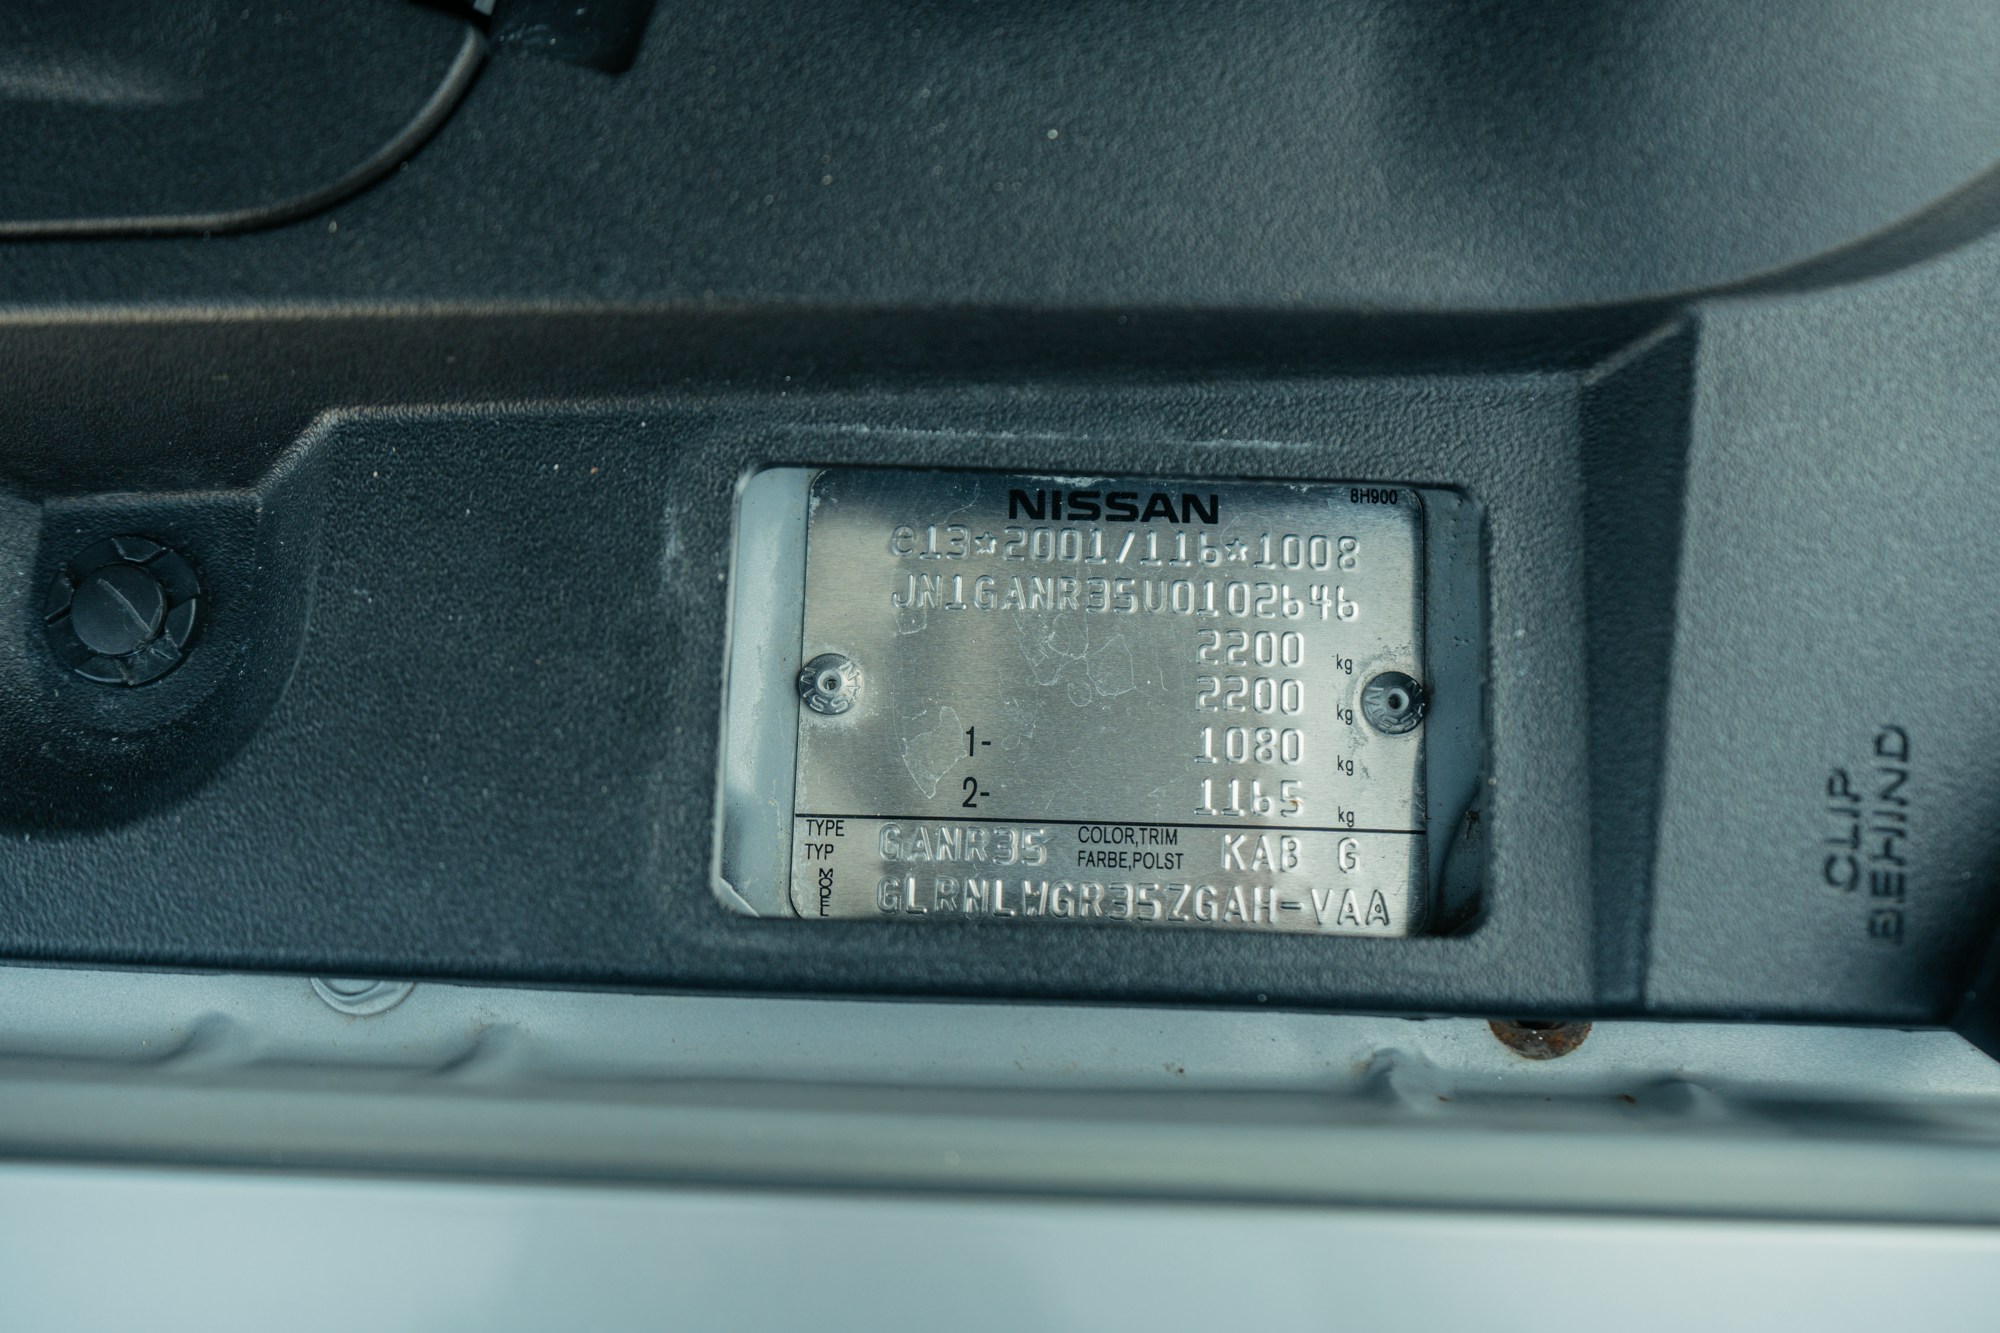 NISSAN 8H900
e13*2001/116*1008
JN1GANR35U0102646
2200 kg
2200 kg
1- 1080 kg
2- 1165 kg
TYPE GANR35 COLOR,TRIM KAB G
TYP FARBE,POLST
MODEL GLRNLWGR35ZGAH-VAA
CLIP
BEHIND